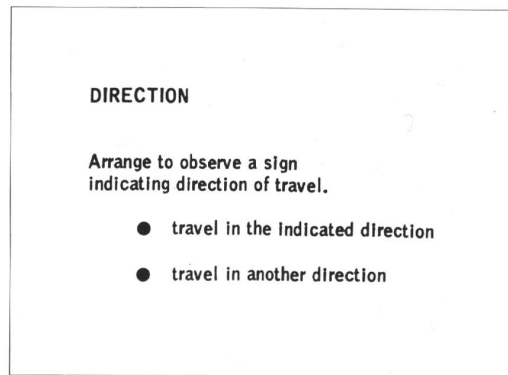 DIRECTION
Arrange to observe a sign
indicating direction of travel.
● travel in the indicated direction
● travel in another direction